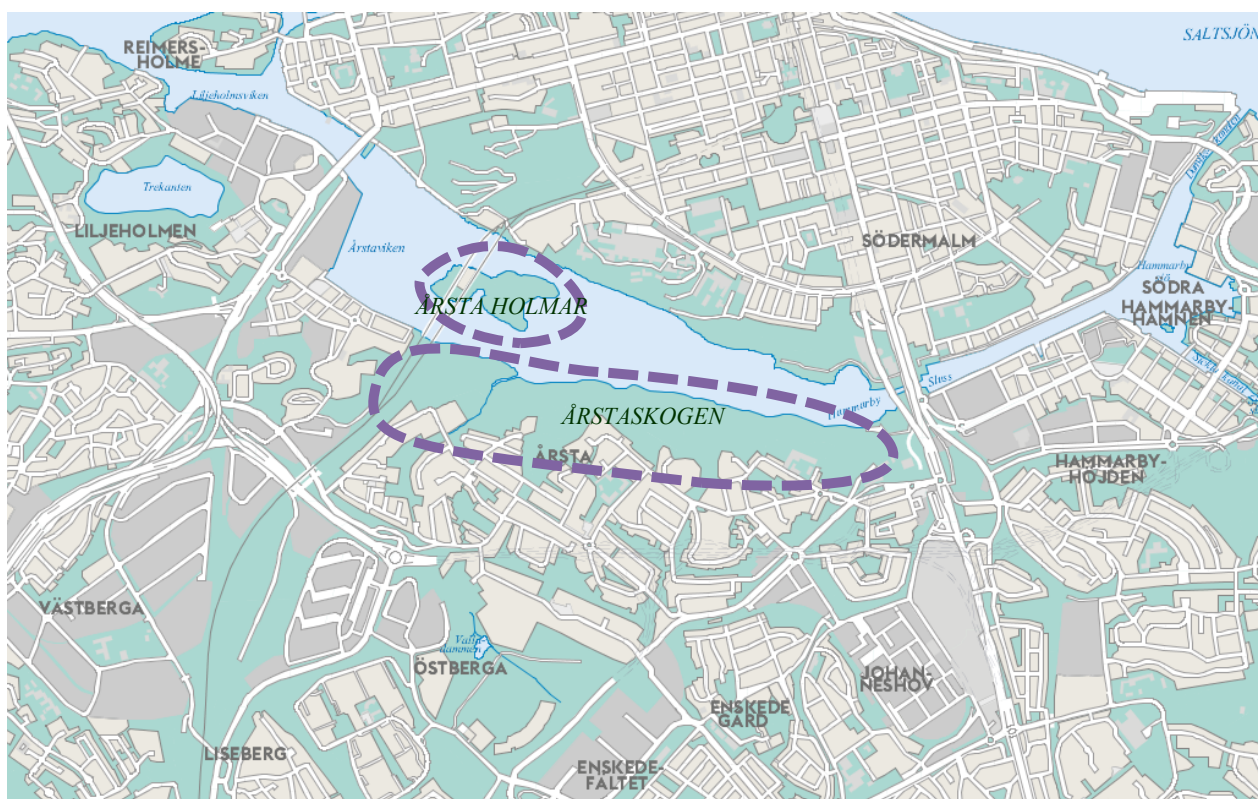 SALTSJÖN
REIMERS-
HOLME
Liljeholmsviken
Trekanten
LILJEHOLMEN
Årstaviken
SÖDERMALM
Hammarby
sjö
SÖDRA
HAMMARBY-
HAMNEN
ÅRSTA HOLMAR
Sluss
Hammarby
ÅRSTASKOGEN
ÅRSTA
HAMMARBY-
HÖJDEN
VÄSTBERGA
Valla-
dammen
ÖSTBERGA
JOHAN-
NESHOV
ENSKEDE
GÅRD
LISEBERG
ENSKEDE-
FÄLTET